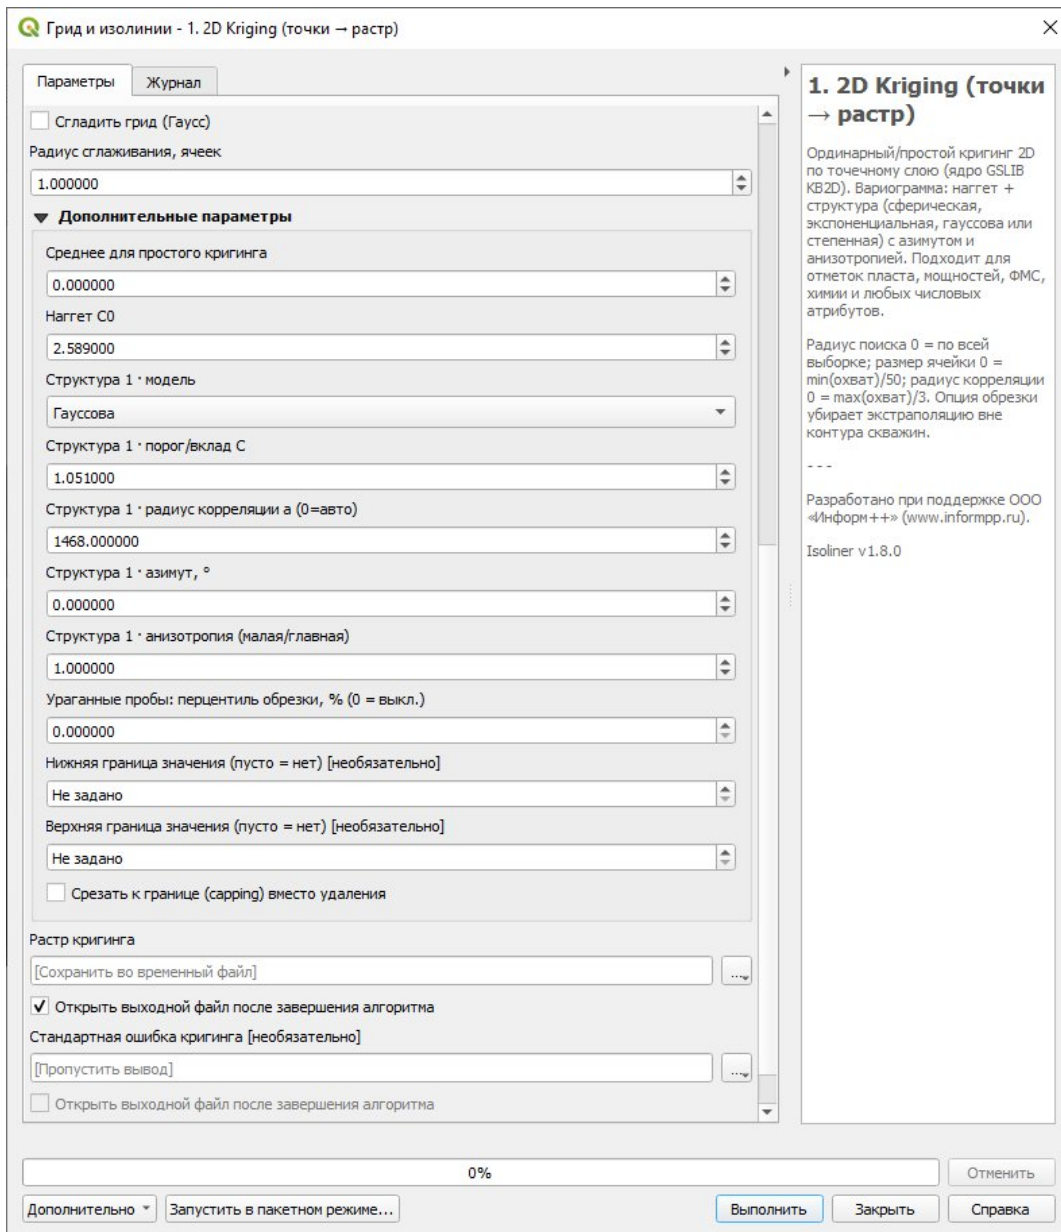 Грид и изолинии - 1. 2D Kriging (точки → растр)
Параметры
Журнал
Сгладить грид (Гаусс)
Радиус сглаживания, ячеек
1.000000
Дополнительные параметры
Среднее для простого кригинга
0.000000
Наггет C0
2.589000
Структура 1 · модель
Гауссова
Структура 1 · порог/вклад C
1.051000
Структура 1 · радиус корреляции a (0=авто)
1468.000000
Структура 1 · азимут, °
0.000000
Структура 1 · анизотропия (малая/главная)
1.000000
Ураганные пробы: перцентиль обрезки, % (0 = выкл.)
0.000000
Нижняя граница значения (пусто = нет) [необязательно]
Не задано
Верхняя граница значения (пусто = нет) [необязательно]
Не задано
Срезать к границе (capping) вместо удаления
Растр кригинга
[Сохранить во временный файл]
...
Открыть выходной файл после завершения алгоритма
Стандартная ошибка кригинга [необязательно]
[Пропустить вывод]
...
Открыть выходной файл после завершения алгоритма
1. 2D Kriging (точки
→ растр)
Ординарный/простой кригинг 2D
по точечному слою (ядро GSLIB
KB2D). Вариограмма: наггет +
структура (сферическая,
экспоненциальная, гауссова или
степенная) с азимутом и
анизотропией. Подходит для
отметок пласта, мощностей, ФМС,
химии и любых числовых
атрибутов.
Радиус поиска 0 = по всей
выборке; размер ячейки 0 =
min(охват)/50; радиус корреляции
0 = max(охват)/3. Опция обрезки
убирает экстраполяцию вне
контура скважин.
- - -
Разработано при поддержке ООО
«Информ++» (www.informpp.ru).
Isoliner v1.8.0
0%
Отменить
Дополнительно
Запустить в пакетном режиме...
Выполнить
Закрыть
Справка